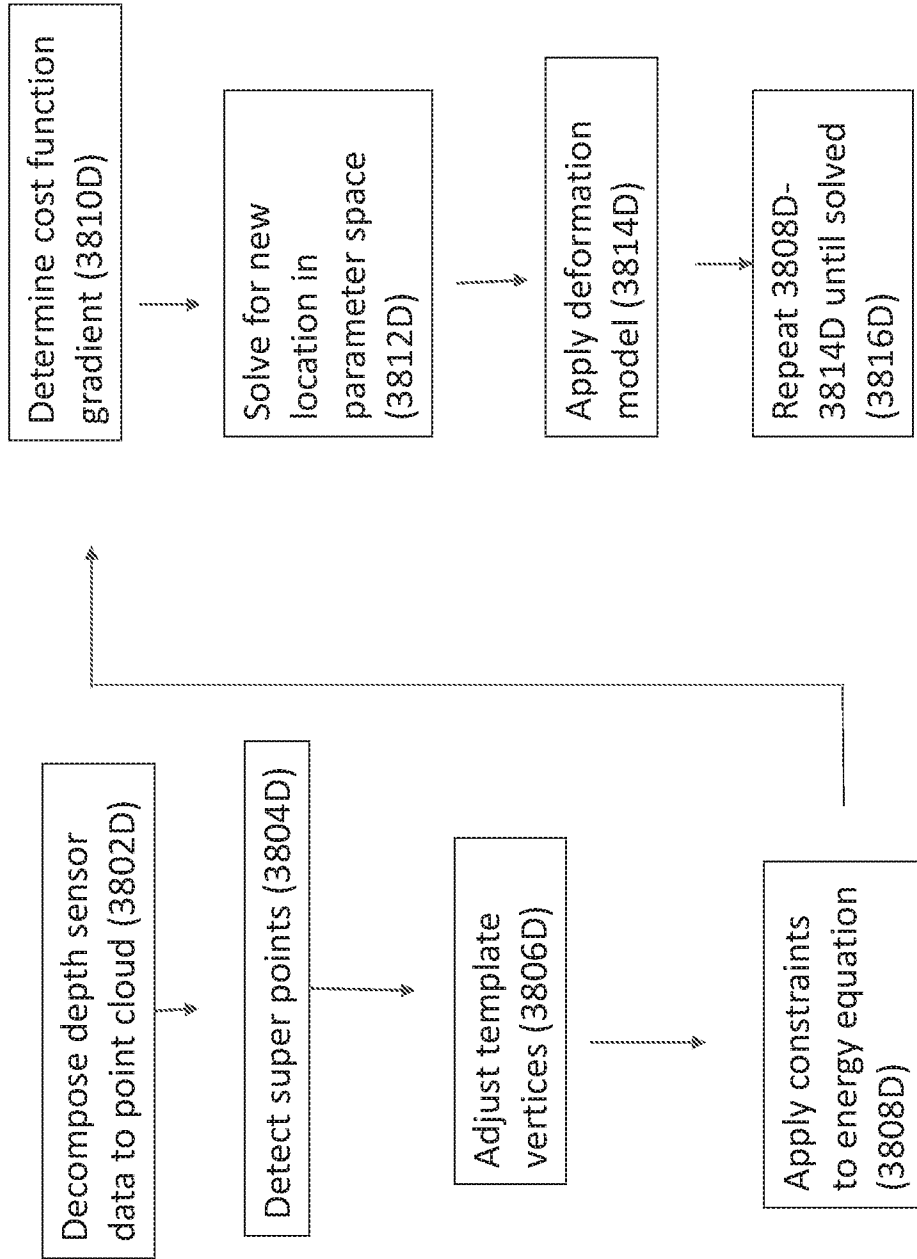 Decompose depth sensor
data to point cloud (3802D)
Detect super points (3804D)
Adjust template
vertices (3806D)
Apply constraints
to energy equation
(3808D)
Determine cost function
gradient (3810D)
Solve for new
location in
parameter space
(3812D)
Apply deformation
model (3814D)
Repeat 3808D-
3814D until solved
(3816D)